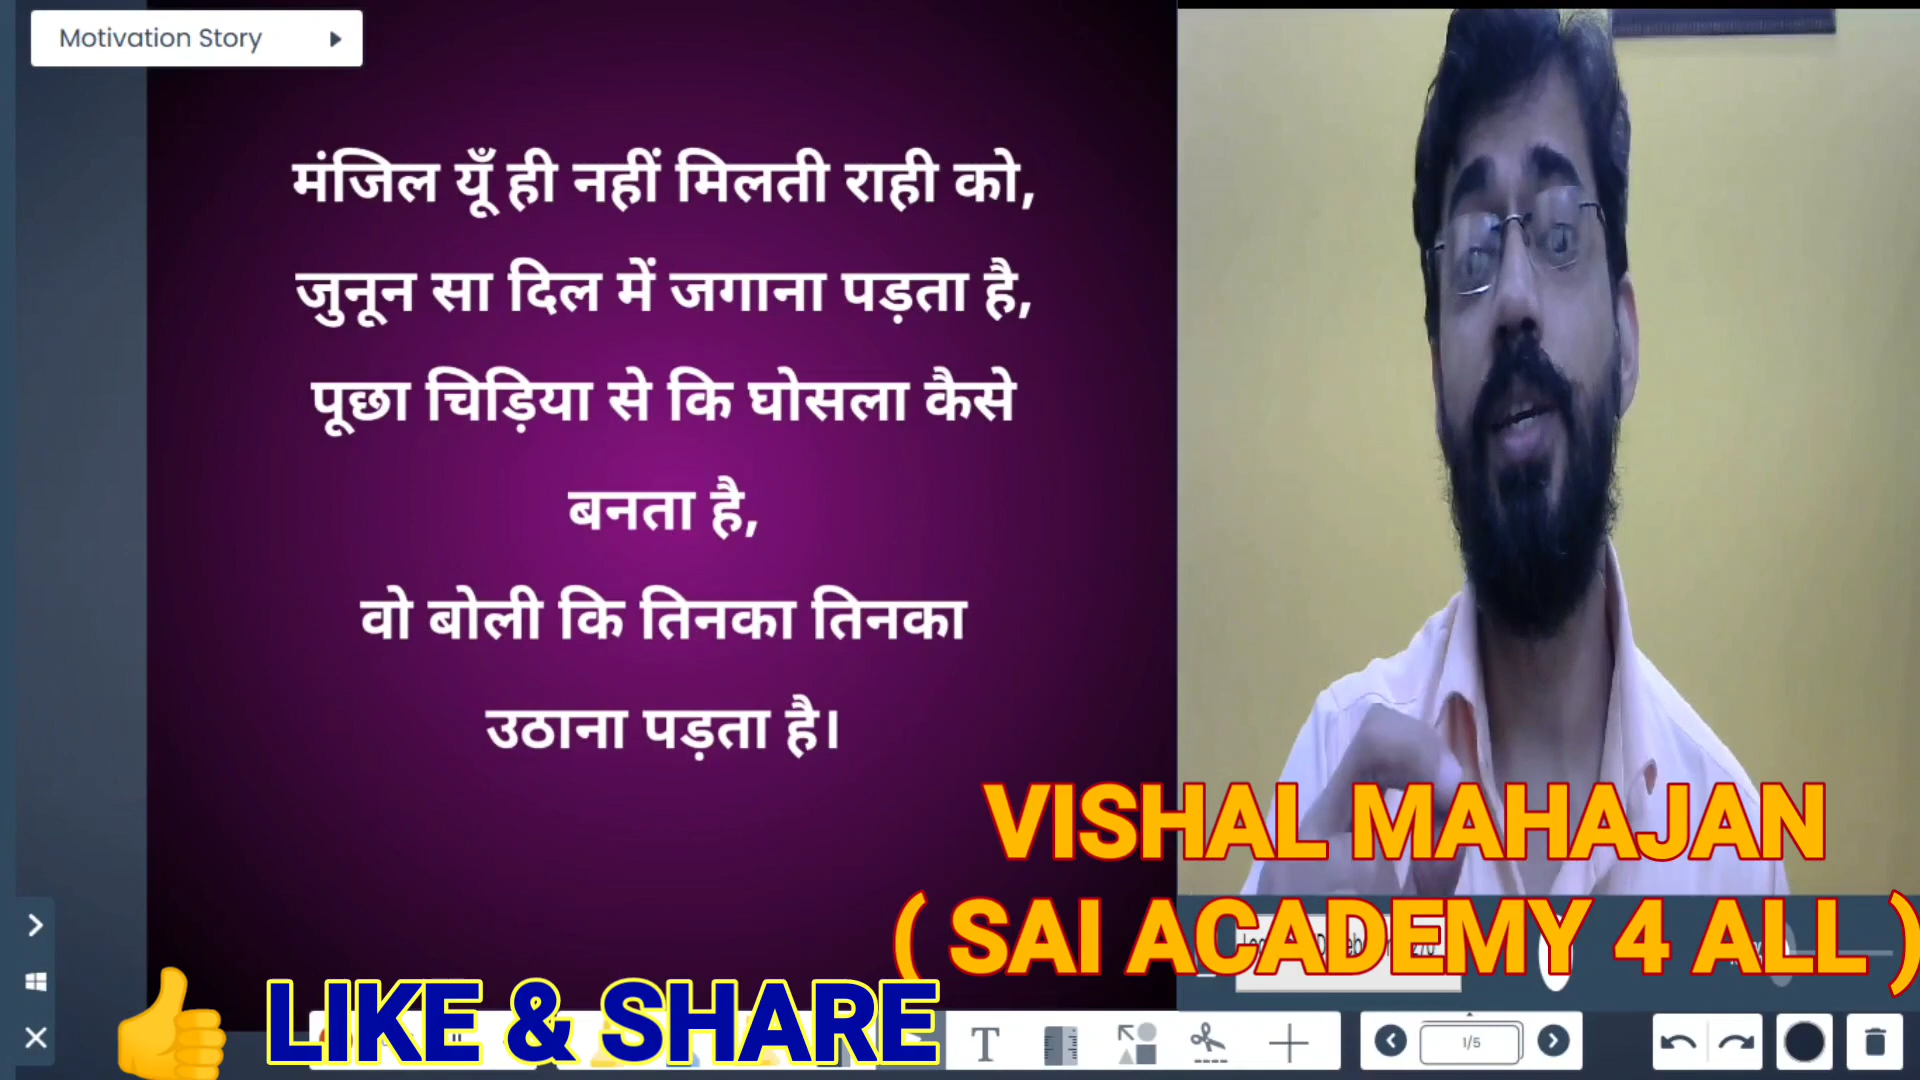 Motivation Story
मंजिल यूँ ही नहीं मिलती राही को,
जुनून सा दिल में जगाना पड़ता है,
पूछा चिड़िया से कि घोसला कैसे
बनता है,
वो बोली कि तिनका तिनका
उठाना पड़ता है।
VISHAL MAHAJAN
( SAI ACADEMY 4 ALL )
LIKE & SHARE
T
1/5